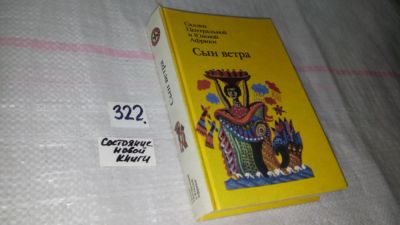 Сказки
Центральной
и Южной
Африки
Сын ветра
Сын ветра
322.
Состояние
новой
книги